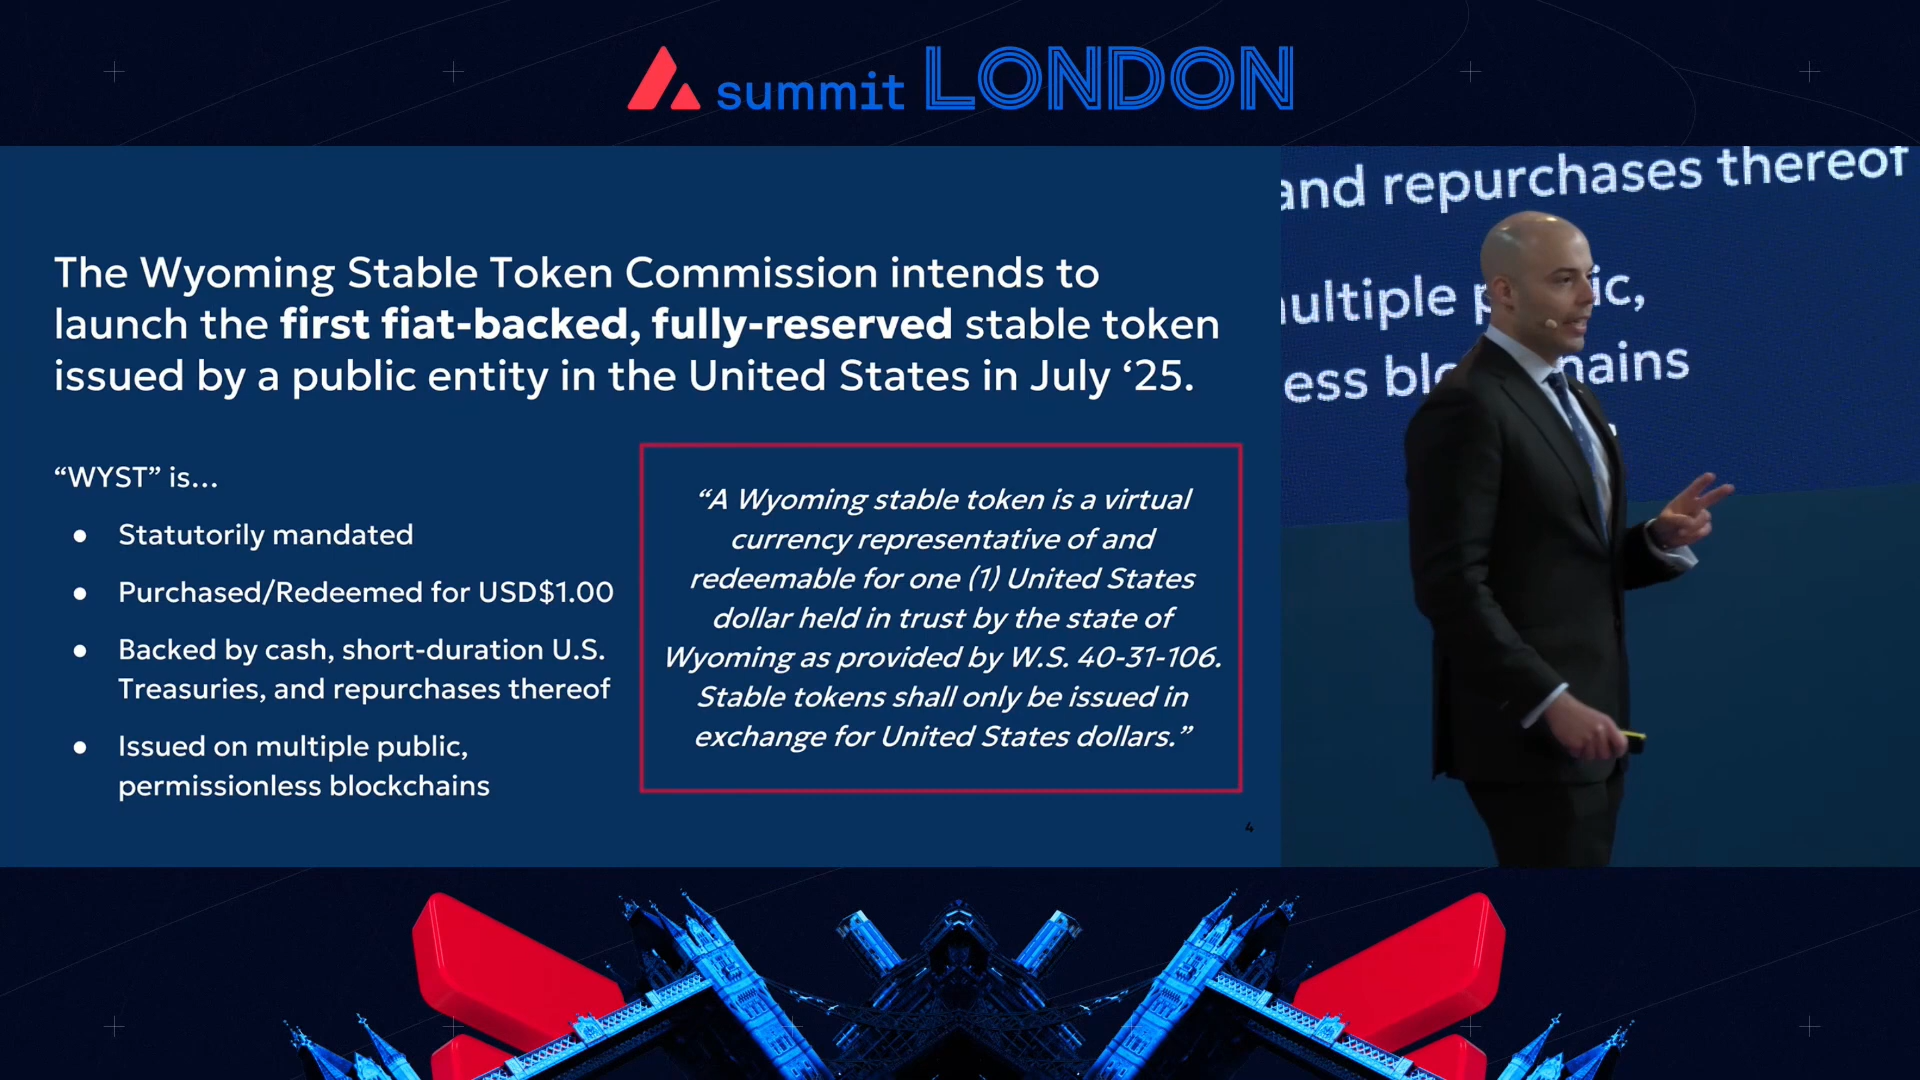 summit LONDON
The Wyoming Stable Token Commission intends to
launch the first fiat-backed, fully-reserved stable token
issued by a public entity in the United States in July ‘25.
“WYST” is…
● Statutorily mandated
● Purchased/Redeemed for USD$1.00
● Backed by cash, short-duration U.S.
Treasuries, and repurchases thereof
● Issued on multiple public,
permissionless blockchains
“A Wyoming stable token is a virtual
currency representative of and
redeemable for one (1) United States
dollar held in trust by the state of
Wyoming as provided by W.S. 40-31-106.
Stable tokens shall only be issued in
exchange for United States dollars.”
4
and repurchases thereof
ultiple p ic,
ess blo hains